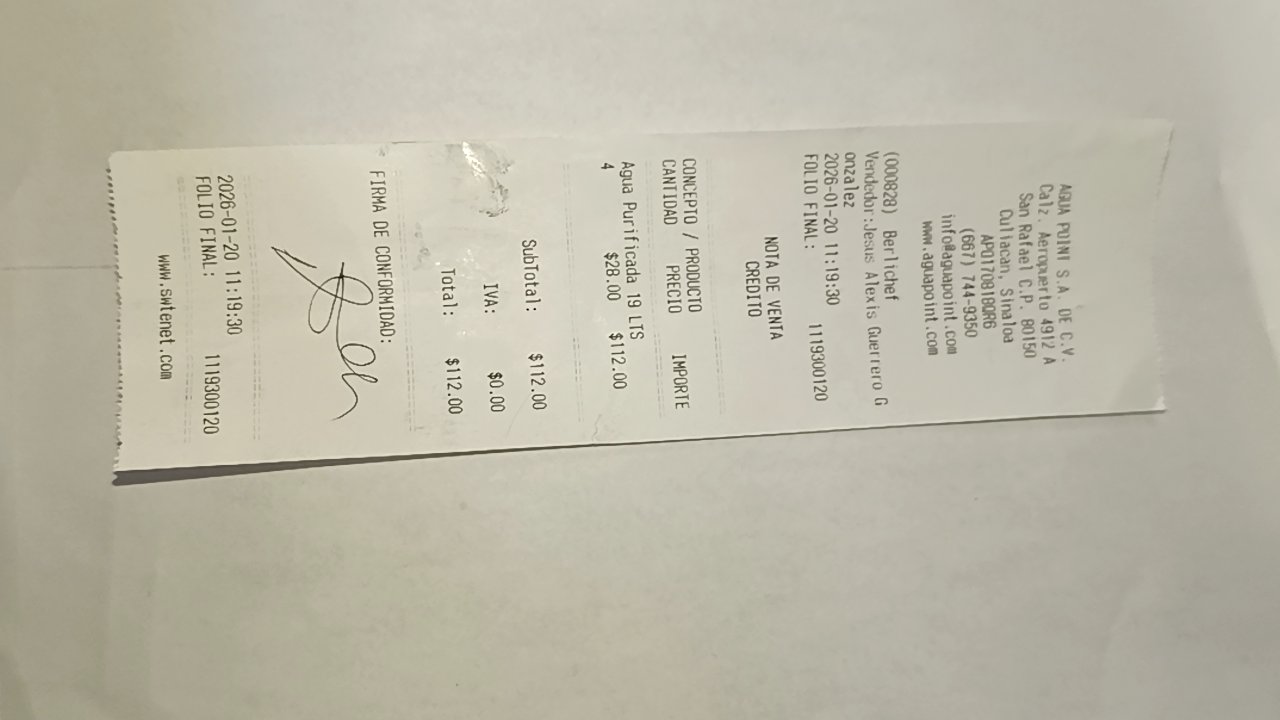 AGUA POINT S.A. DE C.V.
Calz. Aeropuerto 4912 A
San Rafael C.P. 80150
Culiacan, Sinaloa
APO170818QR6
(667) 744-9350
info@aguapoint.com
www.aguapoint.com
(000828) Berlichef
Vendedor:Jesus Alexis Guerrero G
onzalez
2026-01-20 11:19:30
FOLIO FINAL: 1119300120
NOTA DE VENTA
CREDITO
CONCEPTO / PRODUCTO
CANTIDAD PRECIO IMPORTE
Agua Purificada 19 LTS
4 $28.00 $112.00
SubTotal: $112.00
IVA: $0.00
Total: $112.00
FIRMA DE CONFORMIDAD:
2026-01-20 11:19:30
FOLIO FINAL: 1119300120
www.switenet.com